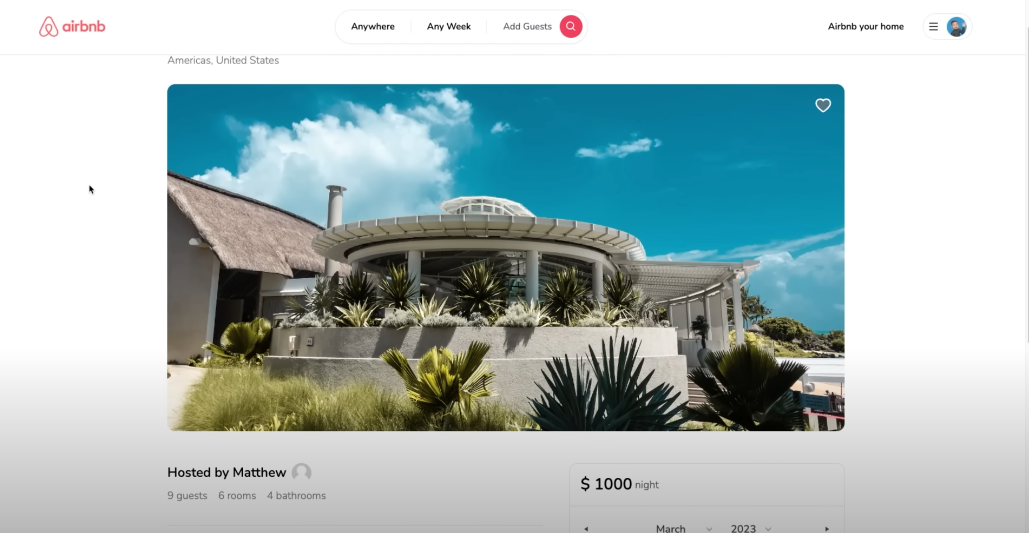 airbnb
Anywhere
Any Week
Add Guests
Airbnb your home
Americas, United States
Hosted by Matthew
9 guests 6 rooms 4 bathrooms
$ 1000 night
March 2023